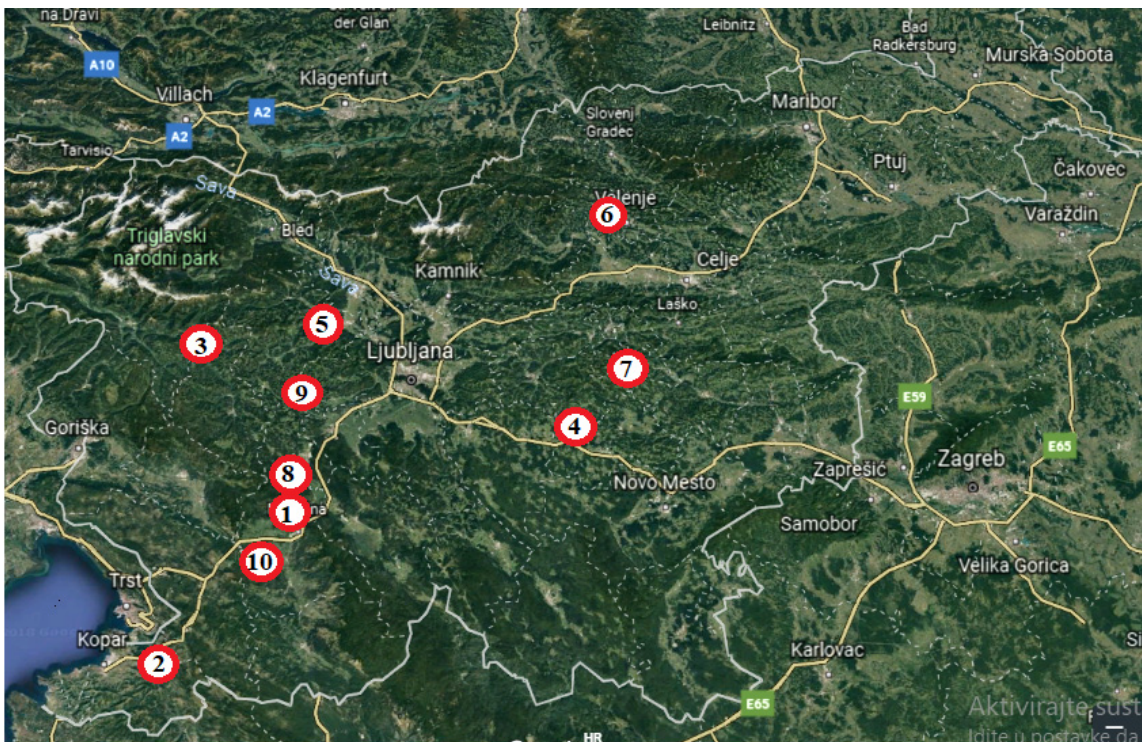 na Dravi
der Glan
Leibnitz
Bad
Radkersburg
Murska Sobota
A10
Klagenfurt
Villach
A2
Slovenj
Gradec
Maribor
A2
Tarvisio
Ptuj
Čakovec
Sava
Velenje
6
Varaždin
Bled
Triglavski
narodni park
Kamnik
Celje
Sava
Laško
5
3
Ljubljana
7
9
E59
4
Goriška
E65
8
Zaprešić
Zagreb
Novo Mesto
1
na
Samobor
10
Velika Gorica
Trst
Kopar
2
Karlovac
Si
E65
Aktivirajte sust
Idite u postavke da
HR